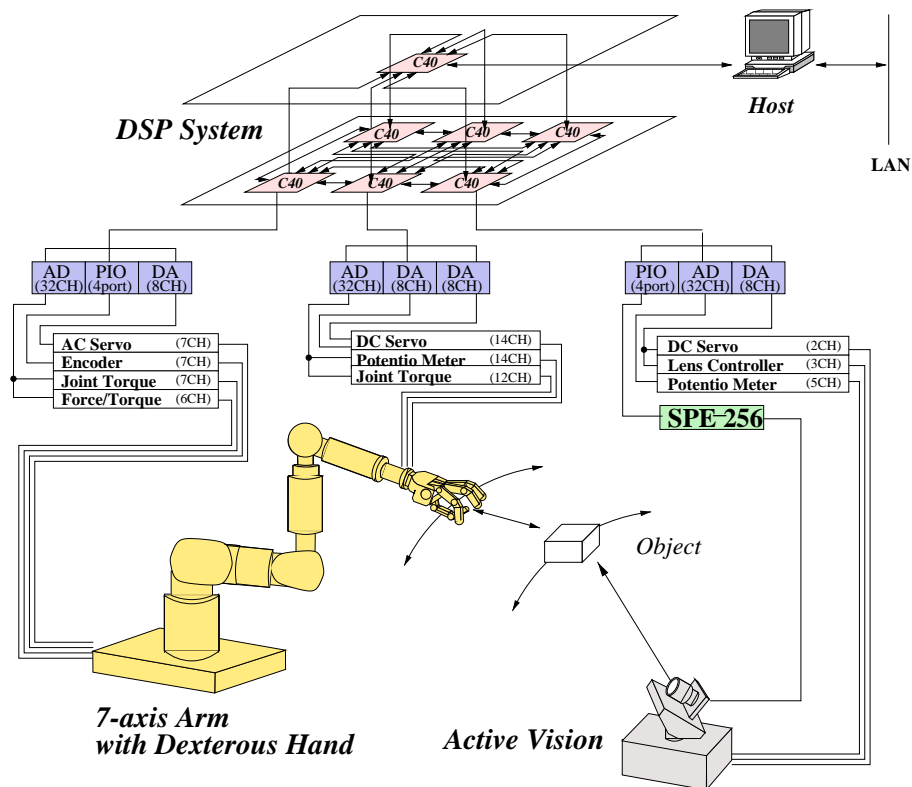 C40
Host
DSP System
LAN
C40
C40
C40
C40
C40
C40
AD
(32CH)
PIO
(4port)
DA
(8CH)
AD
(32CH)
DA
(8CH)
DA
(8CH)
PIO
(4port)
AD
(32CH)
DA
(8CH)
AC Servo (7CH)
Encoder (7CH)
Joint Torque (7CH)
Force/Torque (6CH)
DC Servo (14CH)
Potentio Meter (14CH)
Joint Torque (12CH)
DC Servo (2CH)
Lens Controller (3CH)
Potentio Meter (5CH)
SPE-256
Object
7-axis Arm
with Dexterous Hand
Active Vision